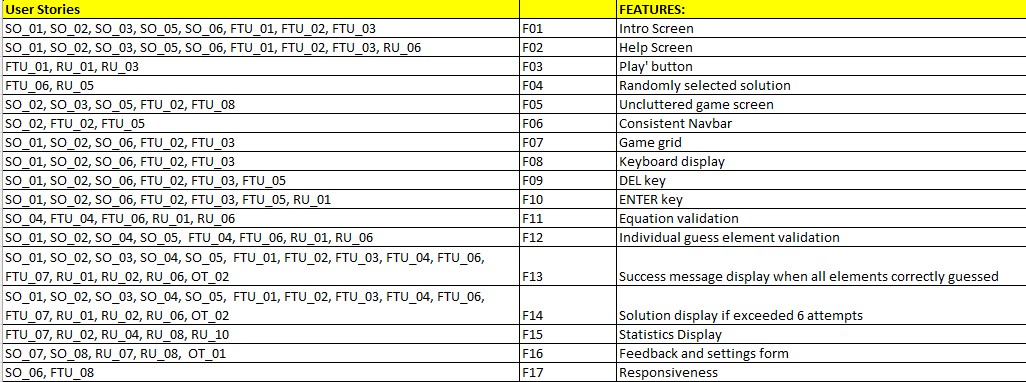 User Stories FEATURES:
SO_01, SO_02, SO_03, SO_05, SO_06, FTU_01, FTU_02, FTU_03 F01 Intro Screen
SO_01, SO_02, SO_03, SO_05, SO_06, FTU_01, FTU_02, FTU_03, RU_06 F02 Help Screen
FTU_01, RU_01, RU_03 F03 Play' button
FTU_06, RU_05 F04 Randomly selected solution
SO_02, SO_03, SO_05, FTU_02, FTU_08 F05 Uncluttered game screen
SO_02, FTU_02, FTU_05 F06 Consistent Navbar
SO_01, SO_02, SO_06, FTU_02, FTU_03 F07 Game grid
SO_01, SO_02, SO_06, FTU_02, FTU_03 F08 Keyboard display
SO_01, SO_02, SO_06, FTU_02, FTU_03, FTU_05 F09 DEL key
SO_01, SO_02, SO_06, FTU_02, FTU_03, FTU_05, RU_01 F10 ENTER key
SO_04, FTU_04, FTU_06, RU_01, RU_06 F11 Equation validation
SO_01, SO_02, SO_04, SO_05, FTU_04, FTU_06, RU_01, RU_06 F12 Individual guess element validation
SO_01, SO_02, SO_03, SO_04, SO_05, FTU_01, FTU_02, FTU_03, FTU_04, FTU_06,
FTU_07, RU_01, RU_02, RU_06, OT_02 F13 Success message display when all elements correctly guessed
SO_01, SO_02, SO_03, SO_04, SO_05, FTU_01, FTU_02, FTU_03, FTU_04, FTU_06,
FTU_07, RU_01, RU_02, RU_06, OT_02 F14 Solution display if exceeded 6 attempts
FTU_07, RU_02, RU_04, RU_08, RU_10 F15 Statistics Display
SO_07, SO_08, RU_07, RU_08, OT_01 F16 Feedback and settings form
SO_06, FTU_08 F17 Responsiveness